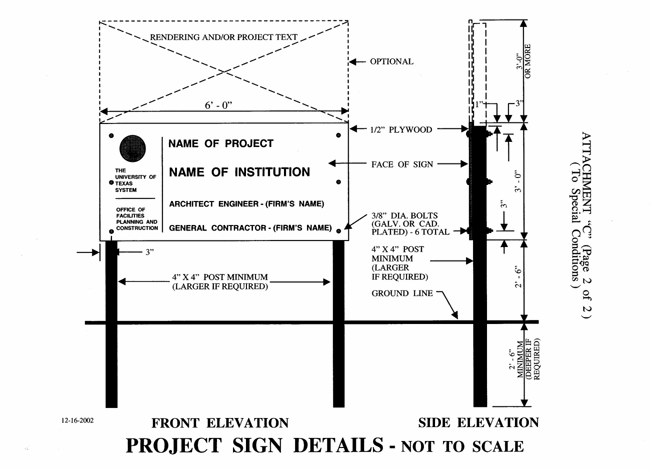 RENDERING AND/OR PROJECT TEXT
OPTIONAL
3'-0"
OR MORE
6' - 0"
1"
3"
1/2" PLYWOOD
NAME OF PROJECT
FACE OF SIGN
NAME OF INSTITUTION
THE
UNIVERSITY OF
TEXAS
SYSTEM
ARCHITECT ENGINEER - (FIRM'S NAME)
OFFICE OF
FACILITIES
PLANNING AND
CONSTRUCTION
GENERAL CONTRACTOR - (FIRM'S NAME)
3/8" DIA. BOLTS
(GALV. OR CAD.
PLATED) - 6 TOTAL
3"
3' - 0"
3"
4" X 4" POST
MINIMUM
(LARGER
IF REQUIRED)
4" X 4" POST MINIMUM
(LARGER IF REQUIRED)
2' - 6"
GROUND LINE
2' - 6"
MINIMUM
(DEEPER IF
REQUIRED)
ATTACHMENT "C" (Page 2 of 2)
( To Special Conditions )
12-16-2002
FRONT ELEVATION
SIDE ELEVATION
PROJECT SIGN DETAILS - NOT TO SCALE